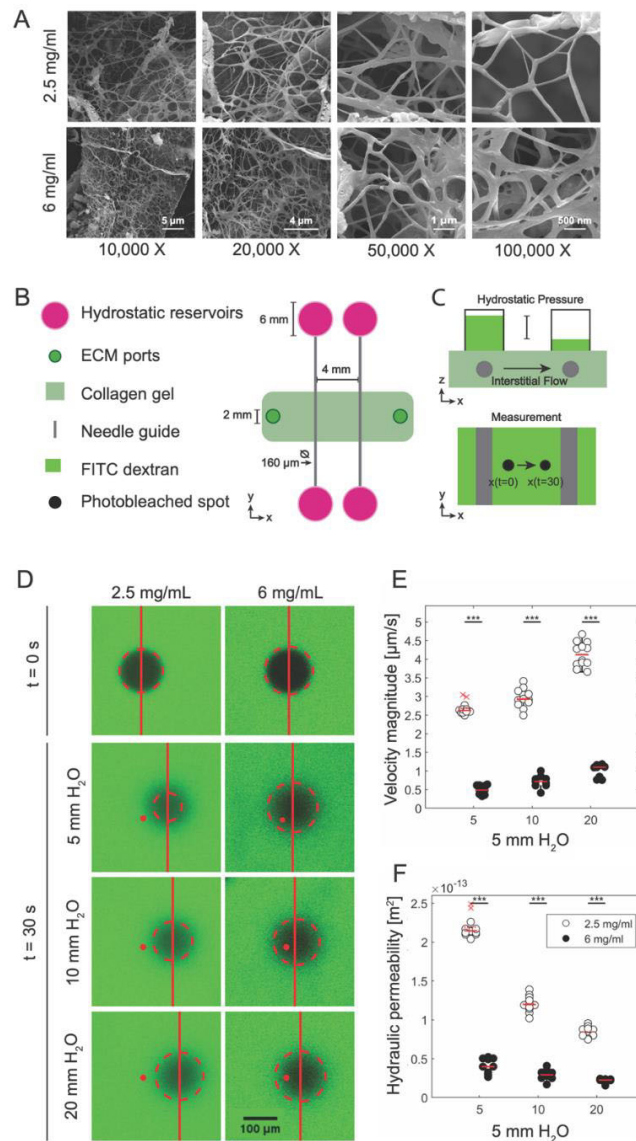 A
2.5 mg/ml
6 mg/ml
5 µm
4 µm
1 µm
500 nm
10,000 X
20,000 X
50,000 X
100,000 X
B
Hydrostatic reservoirs
ECM ports
Collagen gel
Needle guide
FITC dextran
Photobleached spot
6 mm
4 mm
2 mm
Ø
160 µm
y
x
C
Hydrostatic Pressure
Interstitial Flow
z
x
Measurement
x(t=0)
x(t=30)
y
x
D
2.5 mg/mL
6 mg/mL
t = 0 s
t = 30 s
5 mm H₂O
10 mm H₂O
20 mm H₂O
100 µm
E
Velocity magnitude [µm/s]
5
4.5
4
3.5
3
2.5
2
1.5
1
0.5
0
***
***
***
5
10
20
5 mm H₂O
F
Hydraulic permeability [m²]
×10⁻¹³
2.5
2
1.5
1
0.5
0
***
***
***
2.5 mg/ml
6 mg/ml
5
10
20
5 mm H₂O